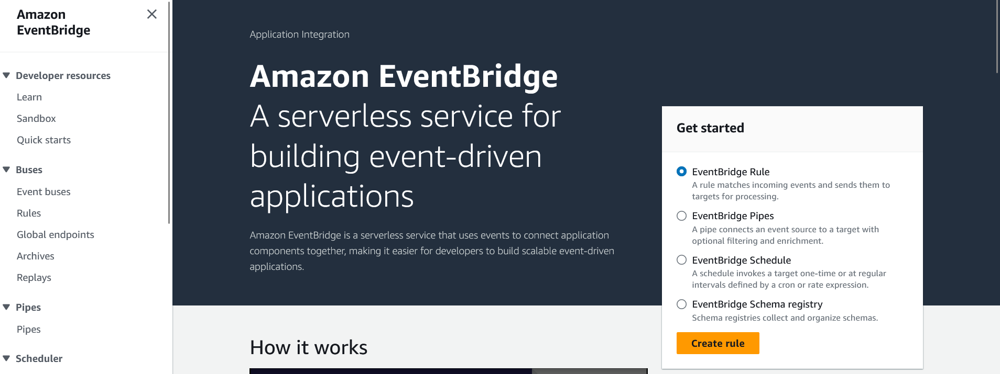 Amazon
EventBridge
Developer resources
Learn
Sandbox
Quick starts
Buses
Event buses
Rules
Global endpoints
Archives
Replays
Pipes
Pipes
Scheduler
Application Integration
Amazon EventBridge
A serverless service for
building event-driven
applications
Amazon EventBridge is a serverless service that uses events to connect application
components together, making it easier for developers to build scalable event-driven
applications.
Get started
EventBridge Rule
A rule matches incoming events and sends them to
targets for processing.
EventBridge Pipes
A pipe connects an event source to a target with
optional filtering and enrichment.
EventBridge Schedule
A schedule invokes a target one-time or at regular
intervals defined by a cron or rate expression.
EventBridge Schema registry
Schema registries collect and organize schemas.
Create rule
How it works